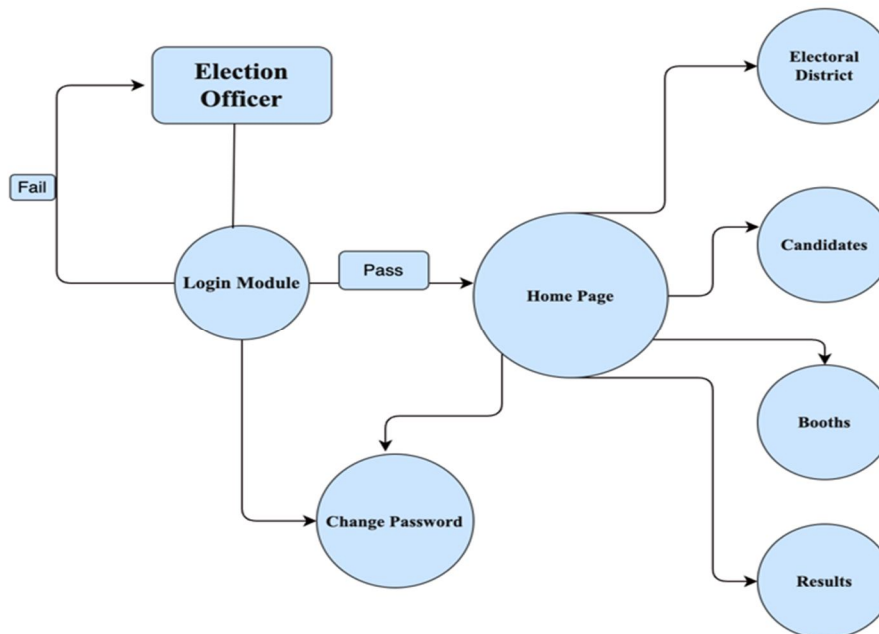 Election
Officer
Electoral
District
Fail
Login Module
Pass
Home Page
Candidates
Booths
Change Password
Results